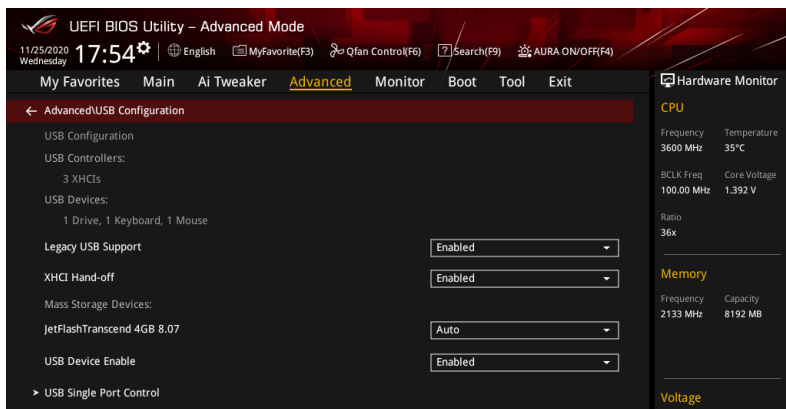 UEFI BIOS Utility – Advanced Mode
11/25/2020 Wednesday 17:54 English MyFavorite(F3) Qfan Control(F6) Search(F9) AURA ON/OFF(F4)
My Favorites Main Ai Tweaker Advanced Monitor Boot Tool Exit
← Advanced\USB Configuration
USB Configuration
USB Controllers:
3 XHCIs
USB Devices:
1 Drive, 1 Keyboard, 1 Mouse
Legacy USB Support Enabled
XHCI Hand-off Enabled
Mass Storage Devices:
JetFlashTranscend 4GB 8.07 Auto
USB Device Enable Enabled
USB Single Port Control
Hardware Monitor
CPU
Frequency Temperature
3600 MHz 35°C
BCLK Freq Core Voltage
100.00 MHz 1.392 V
Ratio
36x
Memory
Frequency Capacity
2133 MHz 8192 MB
Voltage